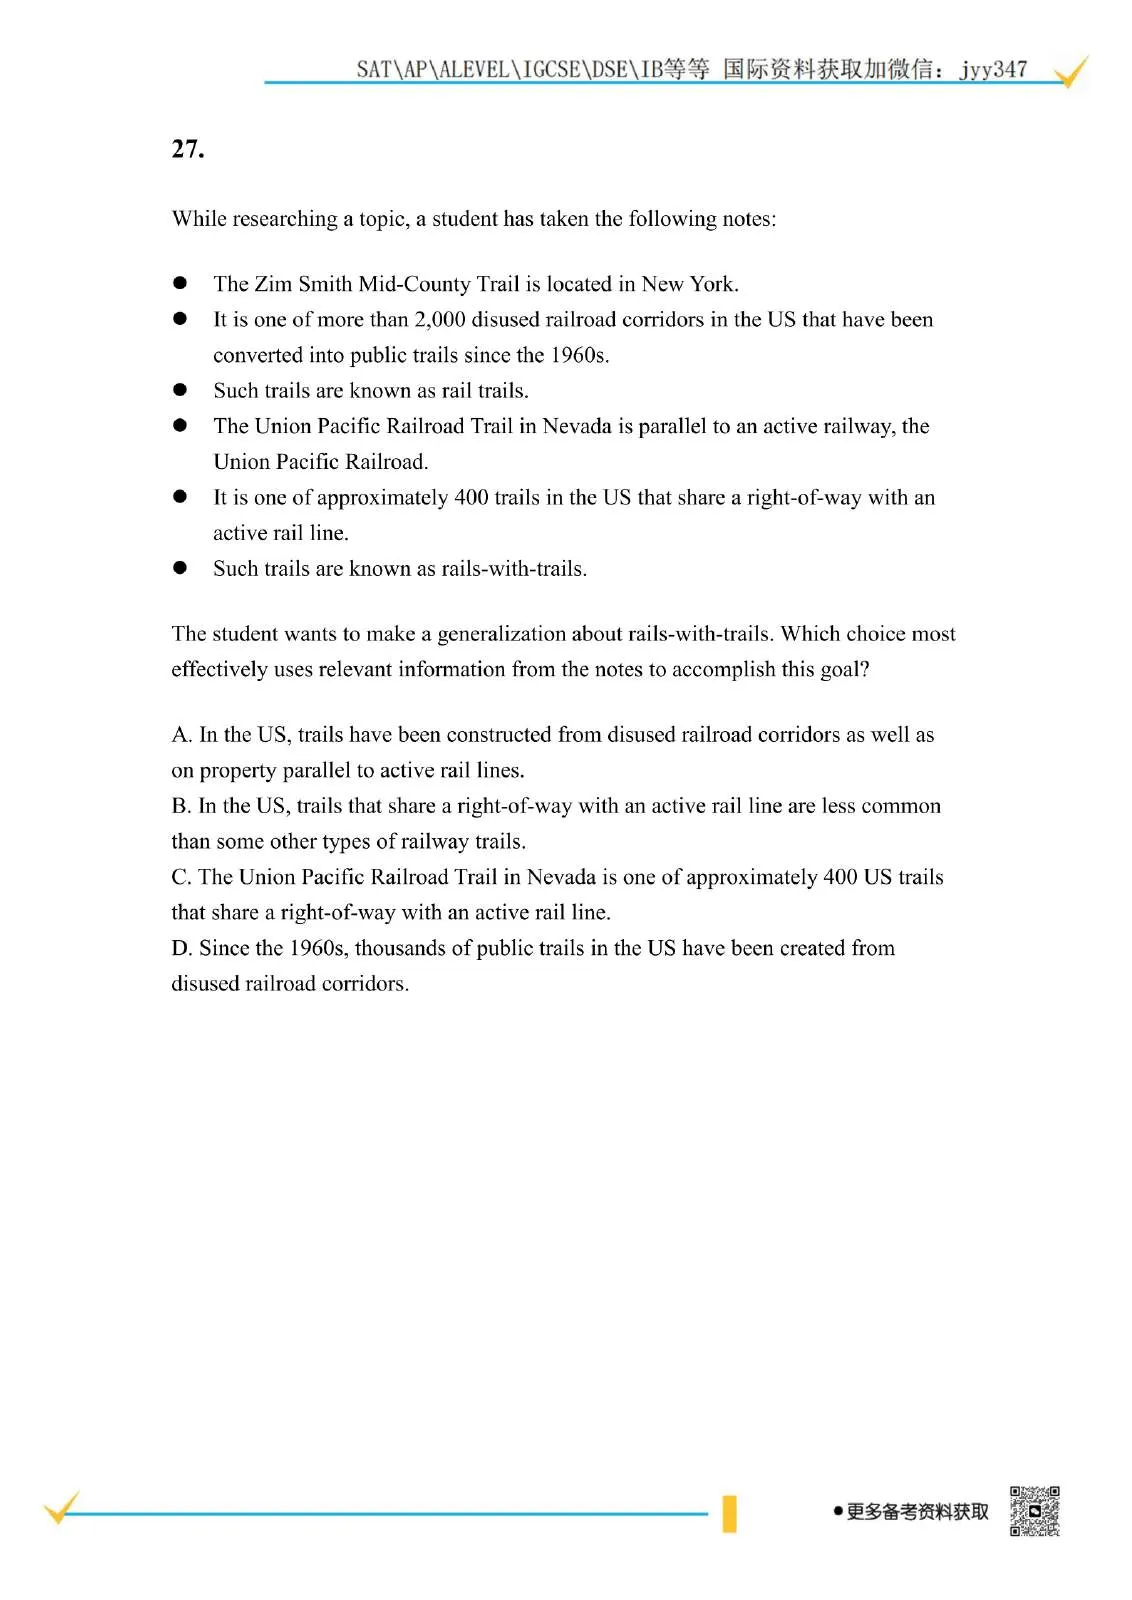 SAT\AP\ALEVEL\IGCSE\DSE\IB等等 国际资料获取加微信：jyy347
27.
While researching a topic, a student has taken the following notes:
● The Zim Smith Mid-County Trail is located in New York.
● It is one of more than 2,000 disused railroad corridors in the US that have been
converted into public trails since the 1960s.
● Such trails are known as rail trails.
● The Union Pacific Railroad Trail in Nevada is parallel to an active railway, the
Union Pacific Railroad.
● It is one of approximately 400 trails in the US that share a right-of-way with an
active rail line.
● Such trails are known as rails-with-trails.
The student wants to make a generalization about rails-with-trails. Which choice most
effectively uses relevant information from the notes to accomplish this goal?
A. In the US, trails have been constructed from disused railroad corridors as well as
on property parallel to active rail lines.
B. In the US, trails that share a right-of-way with an active rail line are less common
than some other types of railway trails.
C. The Union Pacific Railroad Trail in Nevada is one of approximately 400 US trails
that share a right-of-way with an active rail line.
D. Since the 1960s, thousands of public trails in the US have been created from
disused railroad corridors.
●更多备考资料获取